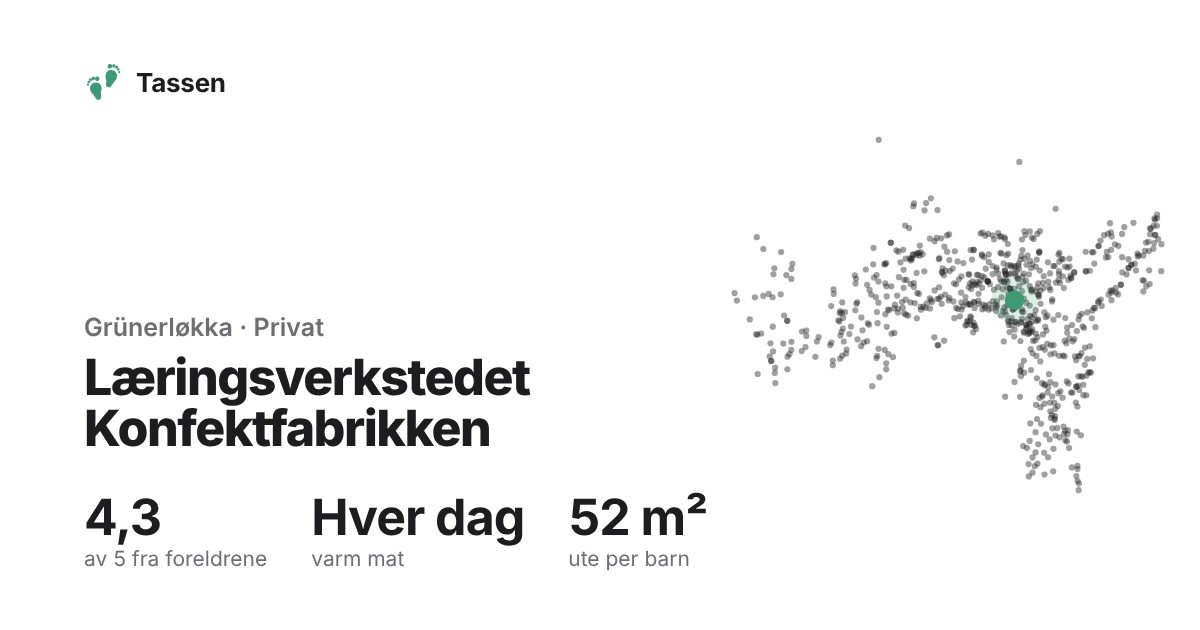 Tassen
Grünerløkka · Privat
Læringsverkstedet
Konfektfabrikken
4,3
av 5 fra foreldrene
Hver dag
varm mat
52 m²
ute per barn